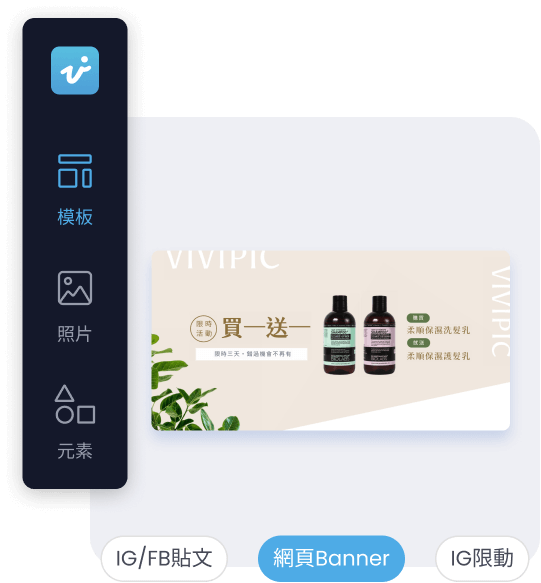 模板
照片
元素
VIVIPIC
VIVIPIC
限時
活動
買一送一
限時三天，錯過機會不再有
購買
柔順保濕洗髮乳
就送
柔順保濕護髮乳
IG/FB貼文
網頁Banner
IG限動